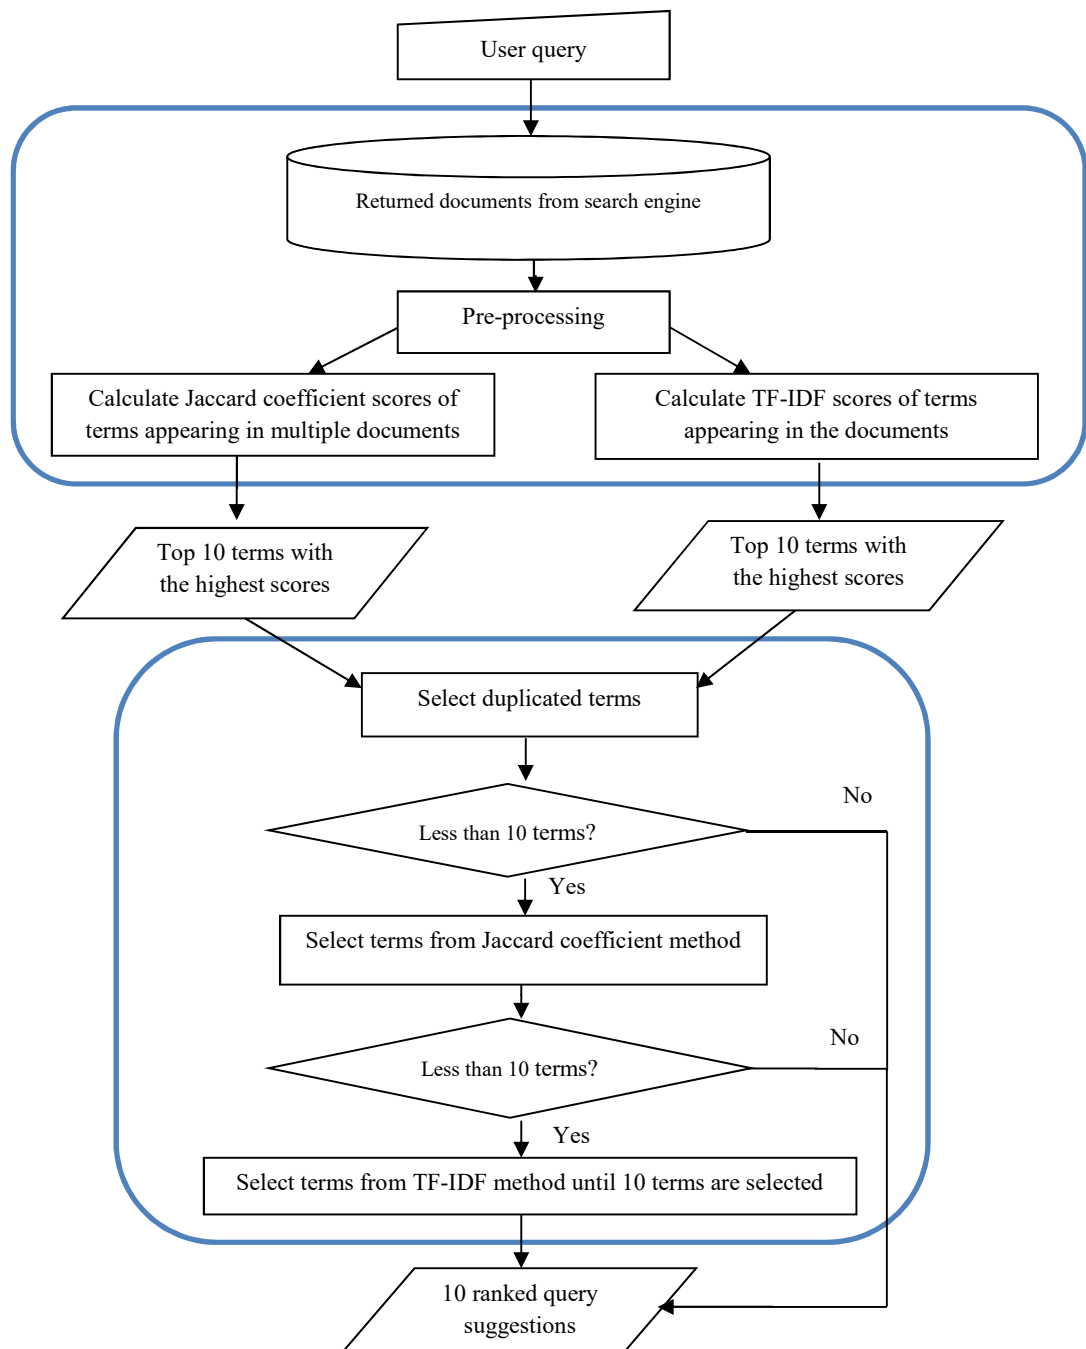 User query
Returned documents from search engine
Pre-processing
Calculate Jaccard coefficient scores of
terms appearing in multiple documents
Calculate TF-IDF scores of terms
appearing in the documents
Top 10 terms with
the highest scores
Top 10 terms with
the highest scores
Select duplicated terms
No
Less than 10 terms?
Yes
Select terms from Jaccard coefficient method
No
Less than 10 terms?
Yes
Select terms from TF-IDF method until 10 terms are selected
10 ranked query
suggestions